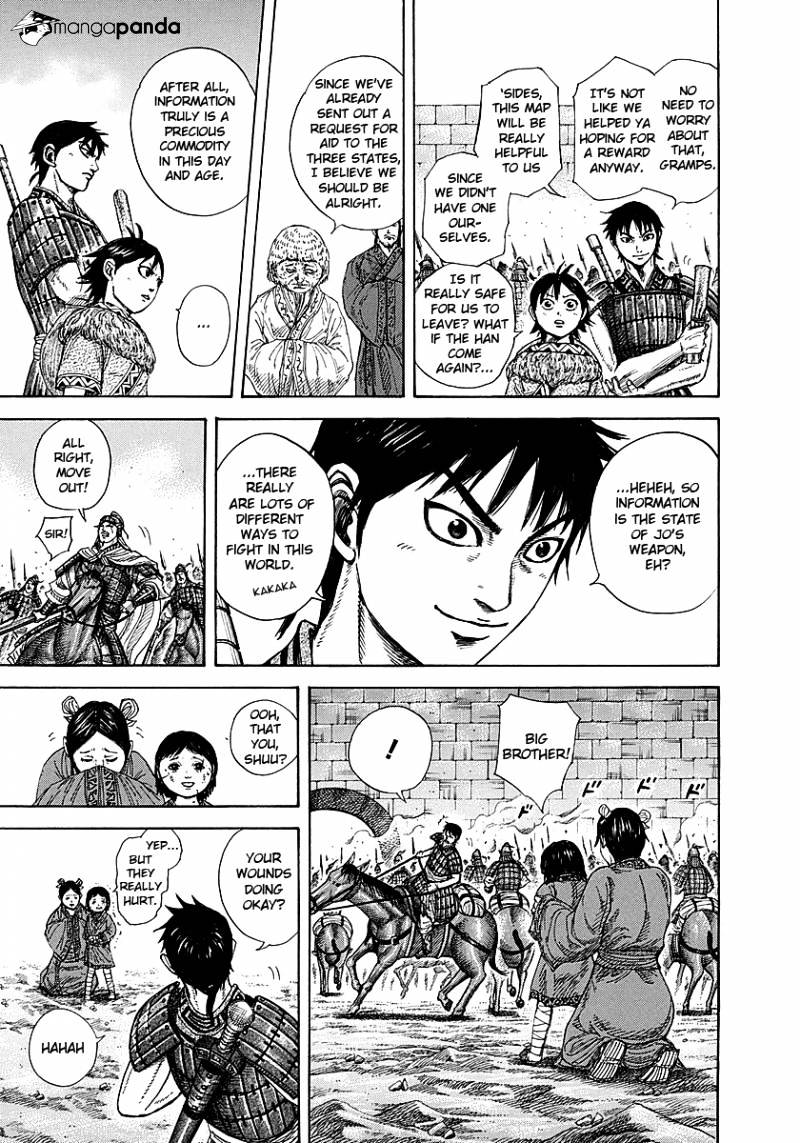 mangapanda
NO
NEED TO
WORRY
ABOUT
THAT,
GRAMPS.
IT'S NOT
LIKE WE
HELPED YA
HOPING FOR
A REWARD
ANYWAY.
'SIDES,
THIS MAP
WILL BE
REALLY
HELPFUL
TO US
SINCE
WE DIDN'T
HAVE ONE
OUR-
SELVES.
IS IT
REALLY SAFE
FOR US TO
LEAVE? WHAT
IF THE HAN
COME
AGAIN?...
SINCE WE'VE
ALREADY
SENT OUT A
REQUEST FOR
AID TO THE
THREE STATES,
I BELIEVE WE
SHOULD BE
ALRIGHT.
AFTER ALL,
INFORMATION
TRULY IS A
PRECIOUS
COMMODITY
IN THIS DAY
AND AGE.
...
...HEHEH, SO
INFORMATION
IS THE STATE
OF JO'S
WEAPON,
EH?
...THERE
REALLY
ARE LOTS OF
DIFFERENT
WAYS TO
FIGHT IN THIS
WORLD.
KAKAKA
ALL
RIGHT,
MOVE
OUT!
SIR!
BIG
BROTHER!
!
ドドド
OOH,
THAT
YOU,
SHUU?
YOUR
WOUNDS
DOING
OKAY?
YEP...
BUT
THEY
REALLY
HURT.
HAHAH